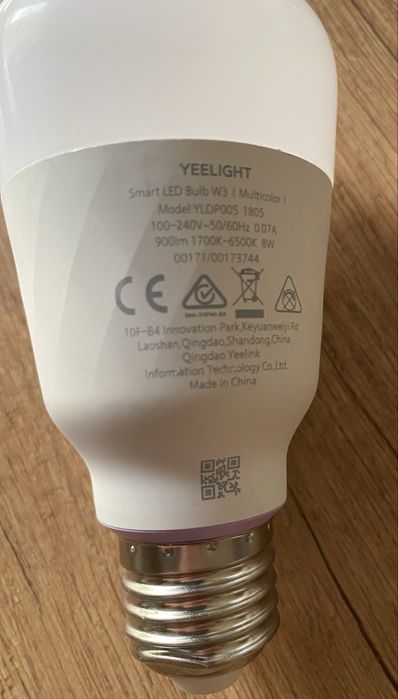 YEELIGHT
Smart LED Bulb W3 ( Multicolor )
Model:YLDP005 1805
100-240V~50/60Hz 0.07A
900lm 1700K-6500K 8W
00171/00173744
CE
10F-B4 Innovation Park,Keyuanweiyi Rd
Laoshan,Qingdao,Shandong,China
Qingdao Yeelink
Information Technology Co.,Ltd.
Made in China